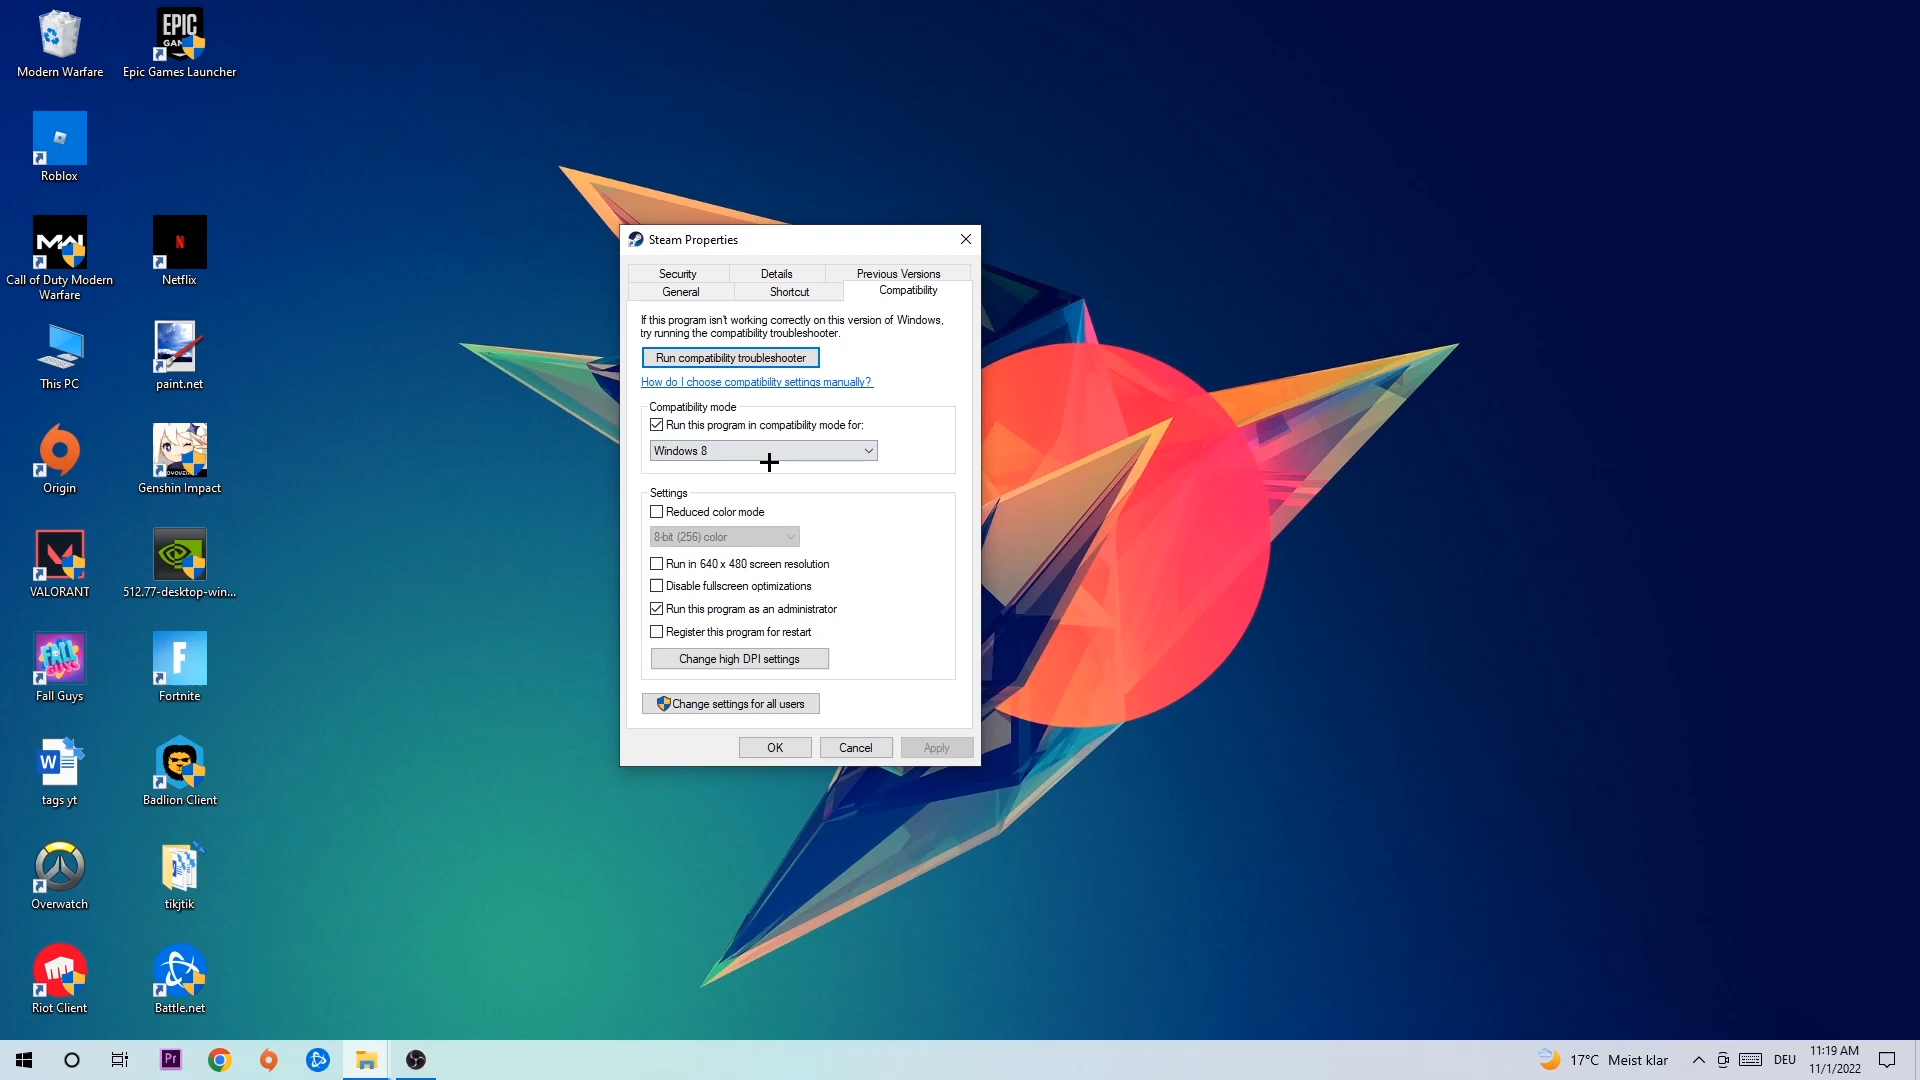 Modern Warfare
EPIC
GAMES
Epic Games Launcher
Roblox
MW
Call of Duty Modern
Warfare
N
Netflix
This PC
paint.net
Origin
Genshin Impact
VALORANT
512.77-desktop-win...
FALL
GUYS
Fall Guys
F
Fortnite
W
tags yt
Badlion Client
Overwatch
tikjtik
Riot Client
Battle.net
Steam Properties
Security
Details
Previous Versions
General
Shortcut
Compatibility
If this program isn't working correctly on this version of Windows,
try running the compatibility troubleshooter.
Run compatibility troubleshooter
How do I choose compatibility settings manually?
Compatibility mode
Run this program in compatibility mode for:
Windows 8
Settings
Reduced color mode
8-bit (256) color
Run in 640 x 480 screen resolution
Disable fullscreen optimizations
Run this program as an administrator
Register this program for restart
Change high DPI settings
Change settings for all users
OK
Cancel
Apply
Pr
17°C Meist klar
DEU
11:19 AM
11/1/2022